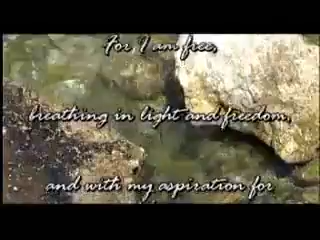 For I am free,
breathing in light and freedom,
and with my aspiration for